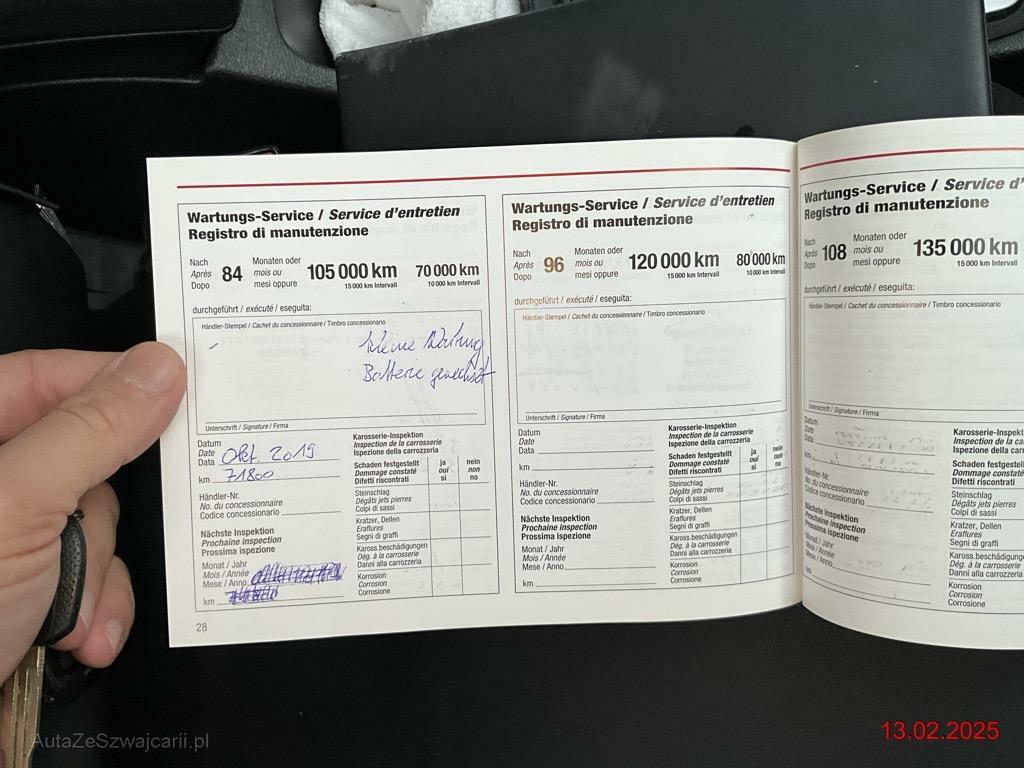 Wartungs-Service / Service d'entretien
Registro di manutenzione
Nach
Après
Dopo
84
Monaten oder
mois ou
mesi oppure
105 000 km
15 000 km Intervall
70 000 km
10 000 km Intervall
durchgeführt / exécuté / eseguita:
Händler-Stempel / Cachet du concessionnaire / Timbro concessionario
kleine Wartung
Batterie gewechselt
Unterschrift / Signature / Firma
Datum
Date
Data Okt 2019
km 71800
Händler-Nr.
No. du concessionnaire
Codice concessionario
Nächste Inspektion
Prochaine inspection
Prossima ispezione
Monat / Jahr
Mois / Année
Mese / Anno
km
Karosserie-Inspektion
Inspection de la carrosserie
Ispezione della carrozzeria
Schaden festgestellt
Dommage constaté
Difetti riscontrati
ja
oui
si
nein
non
no
Steinschlag
Dégâts jets pierres
Colpi di sassi
Kratzer, Dellen
Eraflures
Segni di graffi
Kaross.beschädigungen
Dég. à la carrosserie
Danni alla carrozzeria
Korrosion
Corrosion
Corrosione
28
Wartungs-Service / Service d'entretien
Registro di manutenzione
Nach
Après
Dopo
96
Monaten oder
mois ou
mesi oppure
120 000 km
15 000 km Intervall
80 000 km
10 000 km Intervall
durchgeführt / exécuté / eseguita:
Händler-Stempel / Cachet du concessionnaire / Timbro concessionario
Unterschrift / Signature / Firma
Datum
Date
Data
km
Händler-Nr.
No. du concessionnaire
Codice concessionario
Nächste Inspektion
Prochaine inspection
Prossima ispezione
Monat / Jahr
Mois / Année
Mese / Anno
km
Karosserie-Inspektion
Inspection de la carrosserie
Ispezione della carrozzeria
Schaden festgestellt
Dommage constaté
Difetti riscontrati
ja
oui
si
nein
non
no
Steinschlag
Dégâts jets pierres
Colpi di sassi
Kratzer, Dellen
Eraflures
Segni di graffi
Kaross.beschädigungen
Dég. à la carrosserie
Danni alla carrozzeria
Korrosion
Corrosion
Corrosione
Wartungs-Service / Service d'
Registro di manutenzione
Nach
Après
Dopo
108
Monaten oder
mois ou
mesi oppure
135 000 km
15 000 km Intervall
durchgeführt / exécuté / eseguita:
Händler-Stempel / Cachet du concessionnaire / Timbro concessionario
Unterschrift / Signature / Firma
Datum
Date
Data
km
Händler-Nr.
No. du concessionnaire
Codice concessionario
Nächste Inspektion
Prochaine inspection
Prossima ispezione
Monat / Jahr
Mois / Année
Mese / Anno
km
Karosserie-Inspekt
Inspection de la ca
Ispezione della carr
Schaden festgestel
Dommage constaté
Difetti riscontrati
Steinschlag
Dégâts jets pierres
Colpi di sassi
Kratzer, Dellen
Eraflures
Segni di graffi
Kaross.beschädigung
Dég. à la carrosserie
Danni alla carrozzeria
Korrosion
Corrosion
Corrosione
AutaZeSzwajcarii.pl
13.02.2025